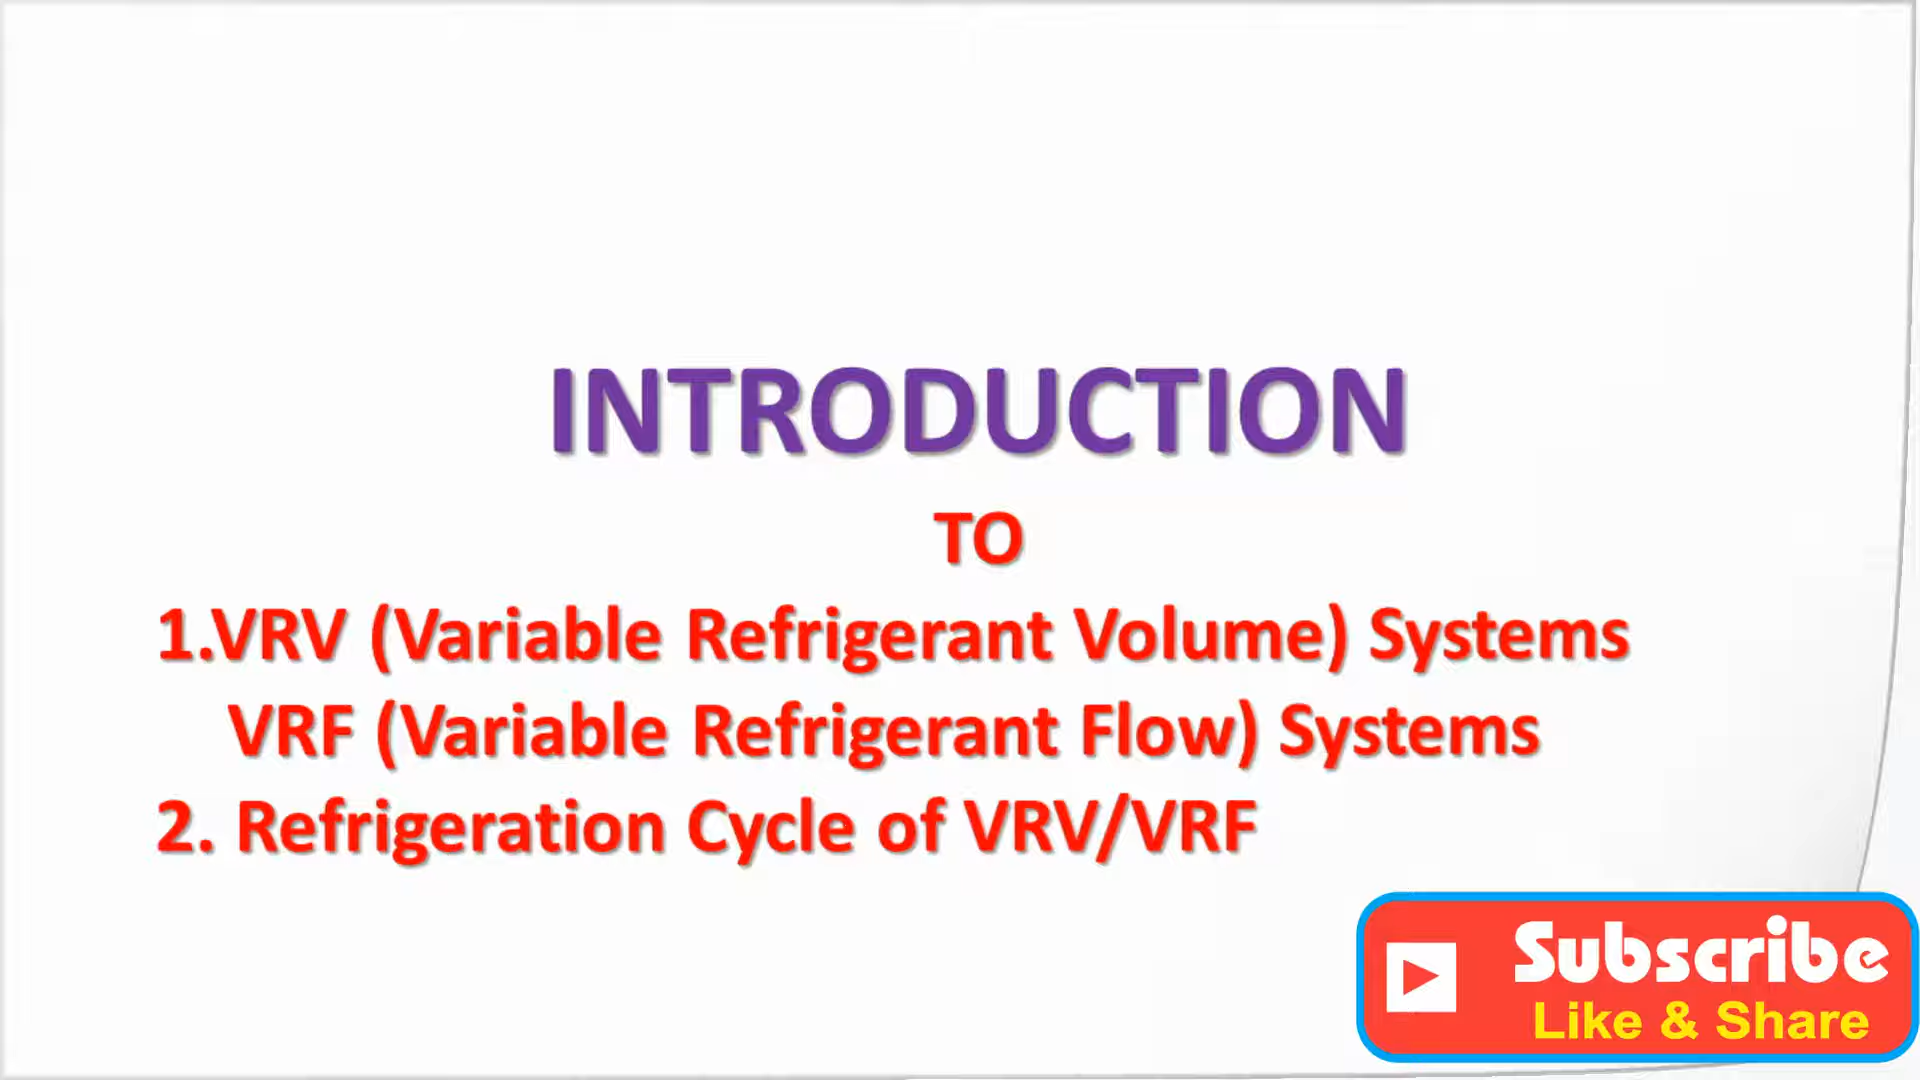 INTRODUCTION
TO
1.VRV (Variable Refrigerant Volume) Systems
VRF (Variable Refrigerant Flow) Systems
2. Refrigeration Cycle of VRV/VRF
Subscribe
Like & Share